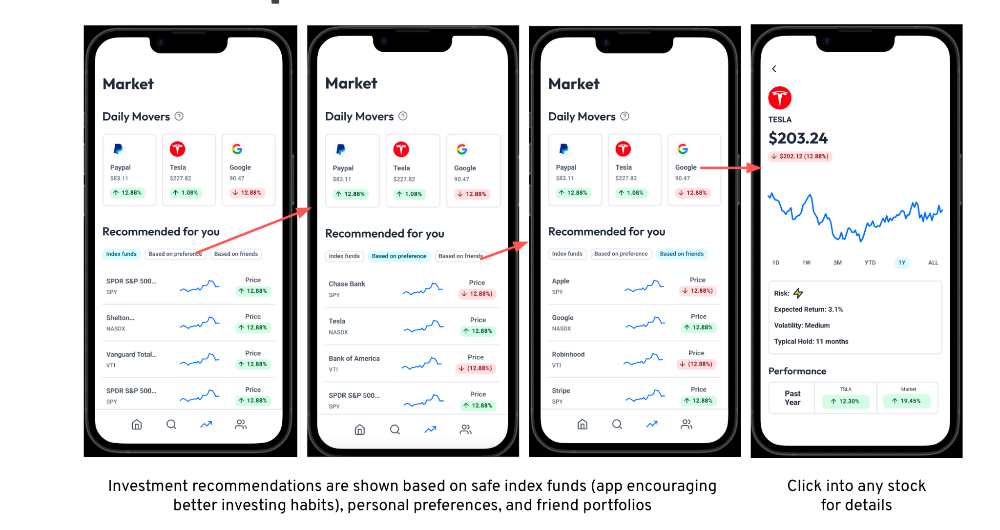 Market
Daily Movers ?
Paypal Tesla Google
$83.11 $227.82 90.47
↑ 12.88% ↑ 1.08% ↓ 12.88%
Recommended for you
Index funds Based on preference Based on friends
SPDR S&P 500... Price
SPY ↑ 12.88%
Shelton... Price
NASDX ↑ 12.88%
Vanguard Total... Price
VTI ↑ 12.88%
SPDR S&P 500... Price
SPY ↑ 12.88%
Market
Daily Movers ?
Paypal Tesla Google
$83.11 $227.82 90.47
↑ 12.88% ↑ 1.08% ↓ 12.88%
Recommended for you
Index funds Based on preference Based on friends
Chase Bank Price
SPY ↓ 12.88%)
Tesla Price
NASDX ↑ 12.88%
Bank of America Price
VTI ↓ (12.88%)
SPDR S&P 500... Price
SPY ↑ 12.88%
Market
Daily Movers ?
Paypal Tesla Google
$83.11 $227.82 90.47
↑ 12.88% ↑ 1.08% ↓ 12.88%
Recommended for you
Index funds Based on preference Based on friends
Apple Price
SPY ↓ 12.88%)
Google Price
NASDX ↑ 12.88%
Robinhood Price
VTI ↓ (12.88%)
Stripe Price
SPY ↑ 12.88%
TESLA
$203.24
↓ $202.12 (12.88%)
1D 1W 3M YTD 1Y ALL
Risk:
Expected Return: 3.1%
Volatility: Medium
Typical Hold: 11 months
Performance
Past Year TSLA Market
↑ 12.30% ↑ 19.45%
Investment recommendations are shown based on safe index funds (app encouraging
better investing habits), personal preferences, and friend portfolios
Click into any stock
for details